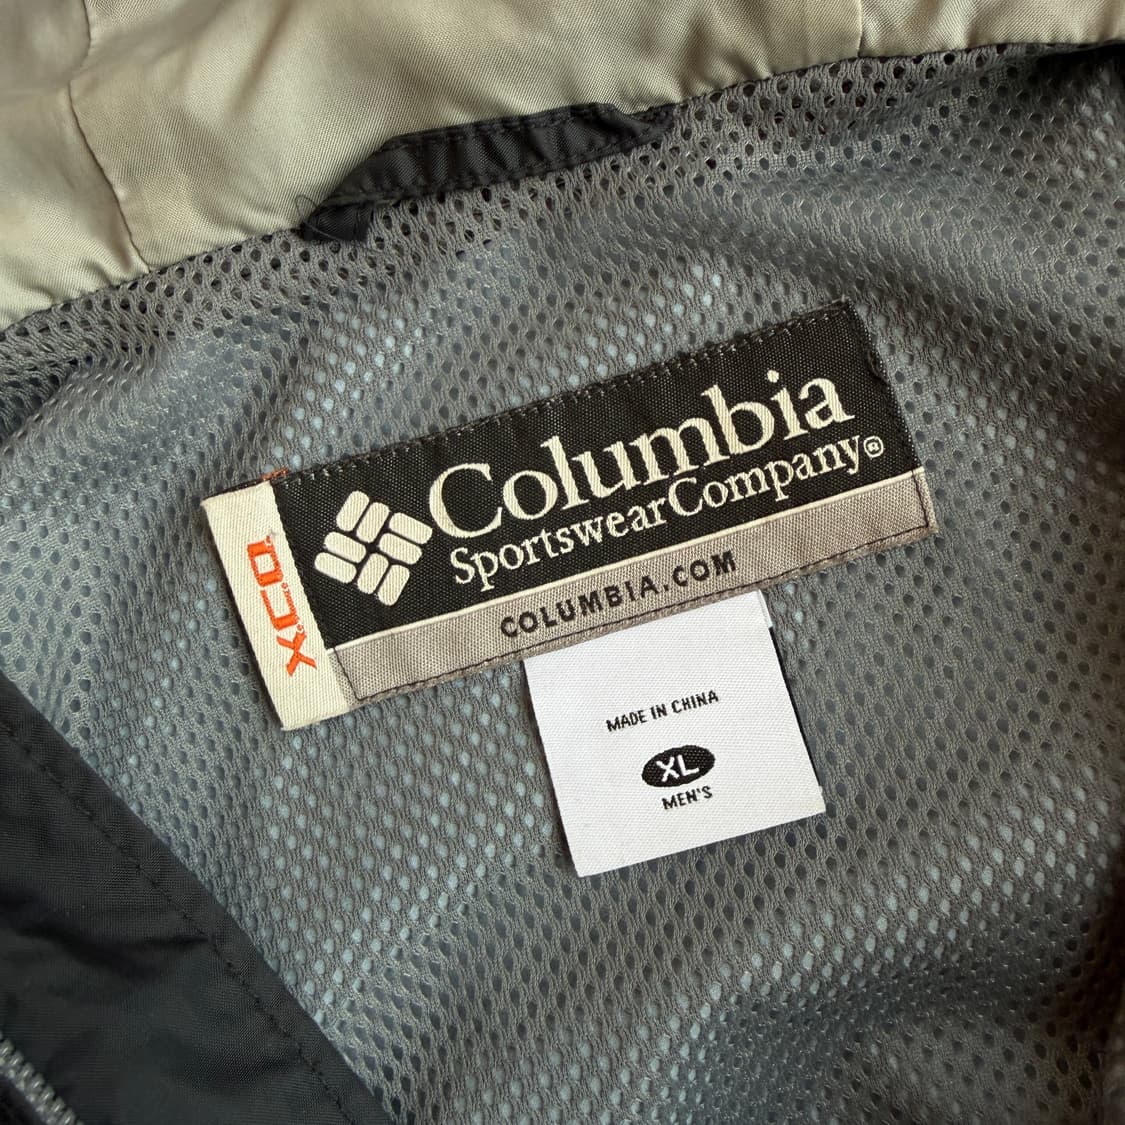 Columbia
SportswearCompany®
COLUMBIA.COM
XCO
MADE IN CHINA
XL
MEN'S